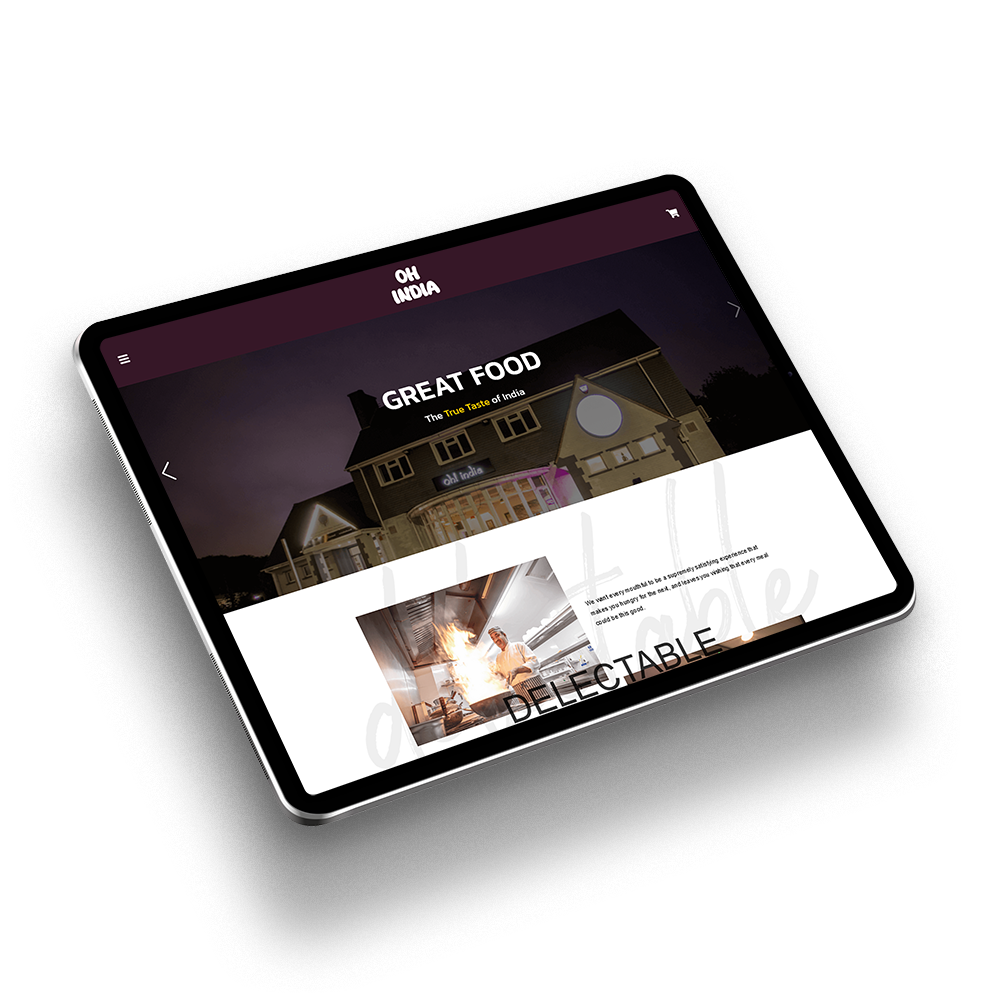 OH
INDIA
GREAT FOOD
The True Taste of India
oh! india
delectable
We want every mouthful to be a supremely satisfying experience that
makes you hungry for the next, and leaves you wishing that every meal
could be this good.
DELECTABLE